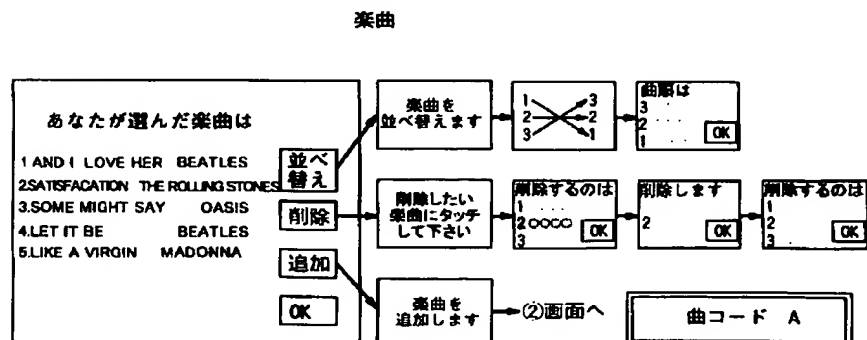 楽曲
あなたが選んだ楽曲は
1 AND I LOVE HER BEATLES
2.SATISFACATION THE ROLLING STONES
3.SOME MIGHT SAY OASIS
4.LET IT BE BEATLES
5.LIKE A VIRGIN MADONNA
並べ
替え
削除
追加
OK
楽曲を
並べ替えます
1 3
2 2
3 1
曲順は
3 . . .
2 . . .
1 . . .
OK
削除したい
楽曲にタッチ
して下さい
削除するのは
1 . . .
2 ○○○○
3
OK
削除します
2
OK
削除するのは
1
2
3
OK
楽曲を
追加します
②画面へ
曲コード A